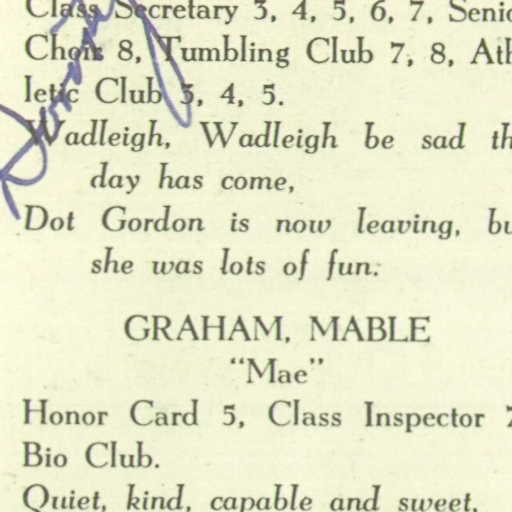 Class Secretary 3, 4, 5, 6, 7, Senio
Choir 8, Tumbling Club 7, 8, Ath
letic Club 3, 4, 5.
Wadleigh, Wadleigh be sad th
day has come,
Dot Gordon is now leaving, bu
she was lots of fun.
GRAHAM, MABLE
"Mae"
Honor Card 5, Class Inspector 7
Bio Club.
Quiet, kind, capable and sweet,